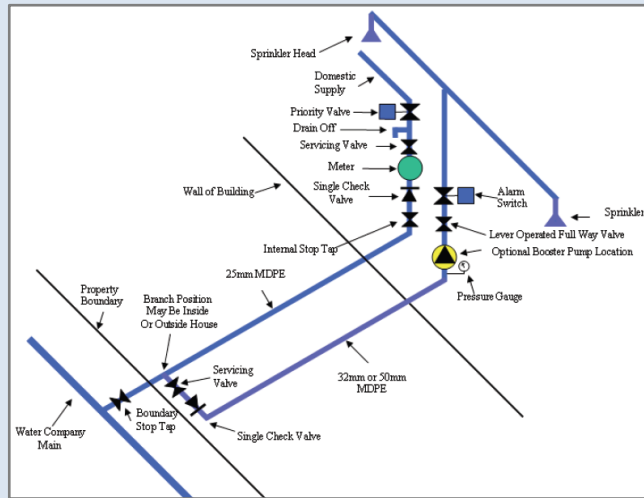 Sprinkler Head
Domestic
Supply
Priority Valve
Drain Off
Servicing Valve
Meter
Wall of Building
Single Check
Valve
Alarm
Switch
Sprinkler
Lever Operated Full Way Valve
Internal Stop Tap
Optional Booster Pump Location
25mm MDPE
Pressure Gauge
Property
Boundary
Branch Position
May Be Inside
Or Outside House
Servicing
Valve
32mm or 50mm
MDPE
Boundary
Stop Tap
Water Company
Main
Single Check Valve